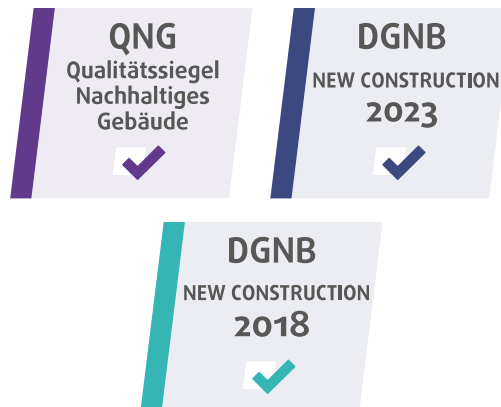 QNG
Qualitätssiegel
Nachhaltiges
Gebäude
DGNB
NEW CONSTRUCTION
2023
DGNB
NEW CONSTRUCTION
2018